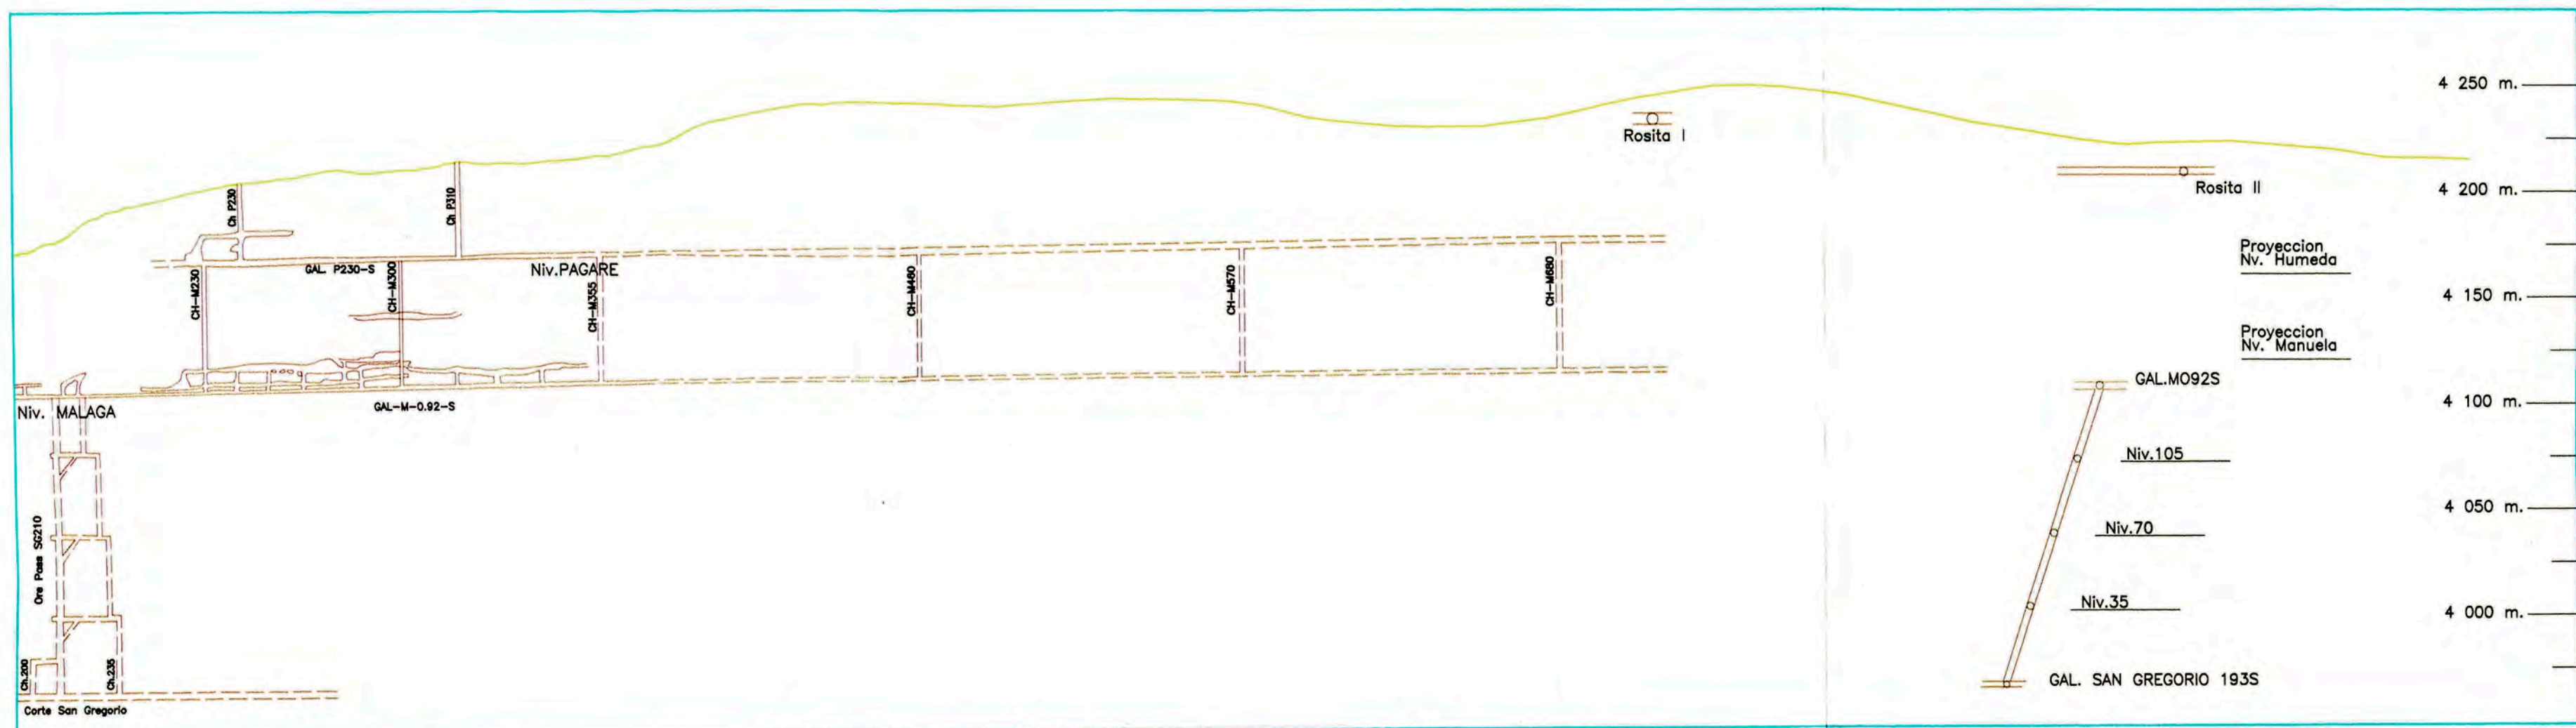 4 250 m.
Rosita I
Rosita II
4 200 m.
Ch P230
Ch P310
Proyeccion
Nv. Humeda
GAL P230-S
Niv.PAGARE
CH-M230
CH-M300
CH-M355
CH-M460
CH-M570
CH-M680
4 150 m.
Proyeccion
Nv. Manuela
GAL.M092S
Niv. MALAGA
GAL-M-0.92-S
4 100 m.
Niv.105
4 050 m.
Niv.70
Ore Pass SG210
Niv.35
4 000 m.
Ch.200
Ch.235
GAL. SAN GREGORIO 193S
Corte San Gregorio